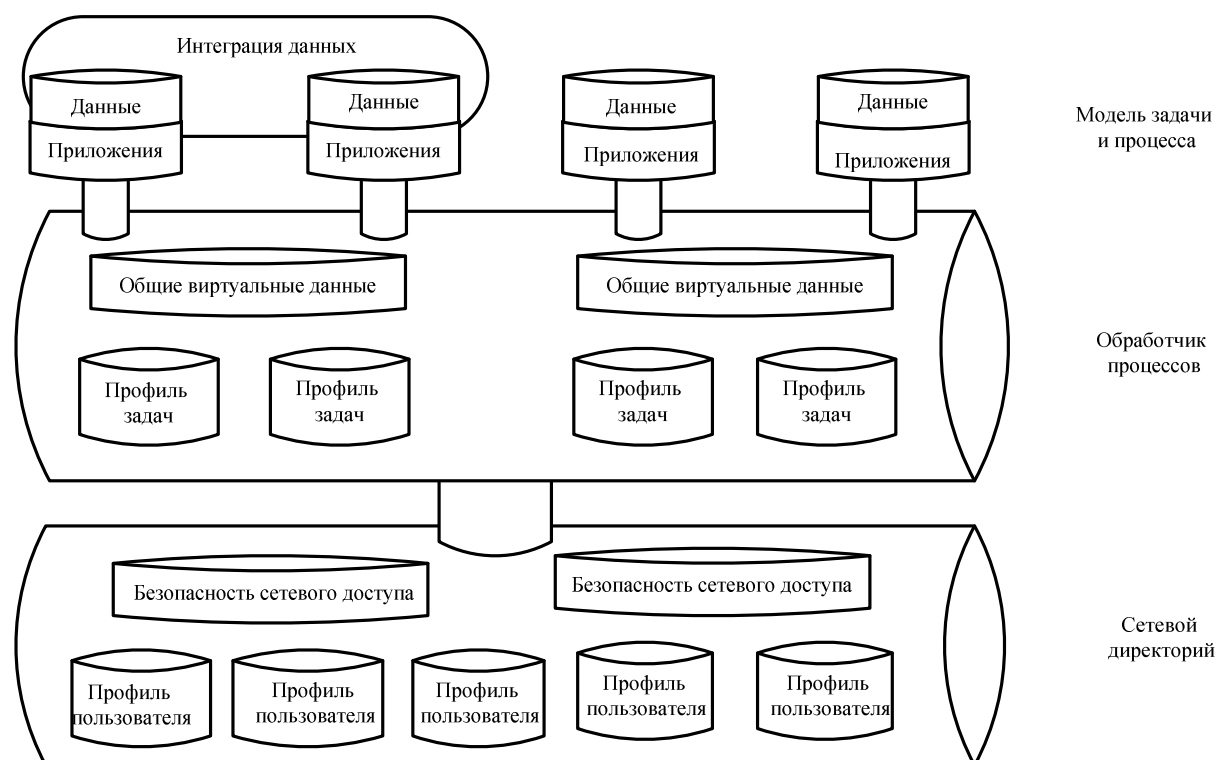 Интеграция данных
Данные
Данные
Данные
Данные
Приложения
Приложения
Приложения
Приложения
Модель задачи
и процесса
Общие виртуальные данные
Общие виртуальные данные
Профиль
задач
Профиль
задач
Профиль
задач
Профиль
задач
Обработчик
процессов
Безопасность сетевого доступа
Безопасность сетевого доступа
Профиль
пользователя
Профиль
пользователя
Профиль
пользователя
Профиль
пользователя
Профиль
пользователя
Сетевой
директорий